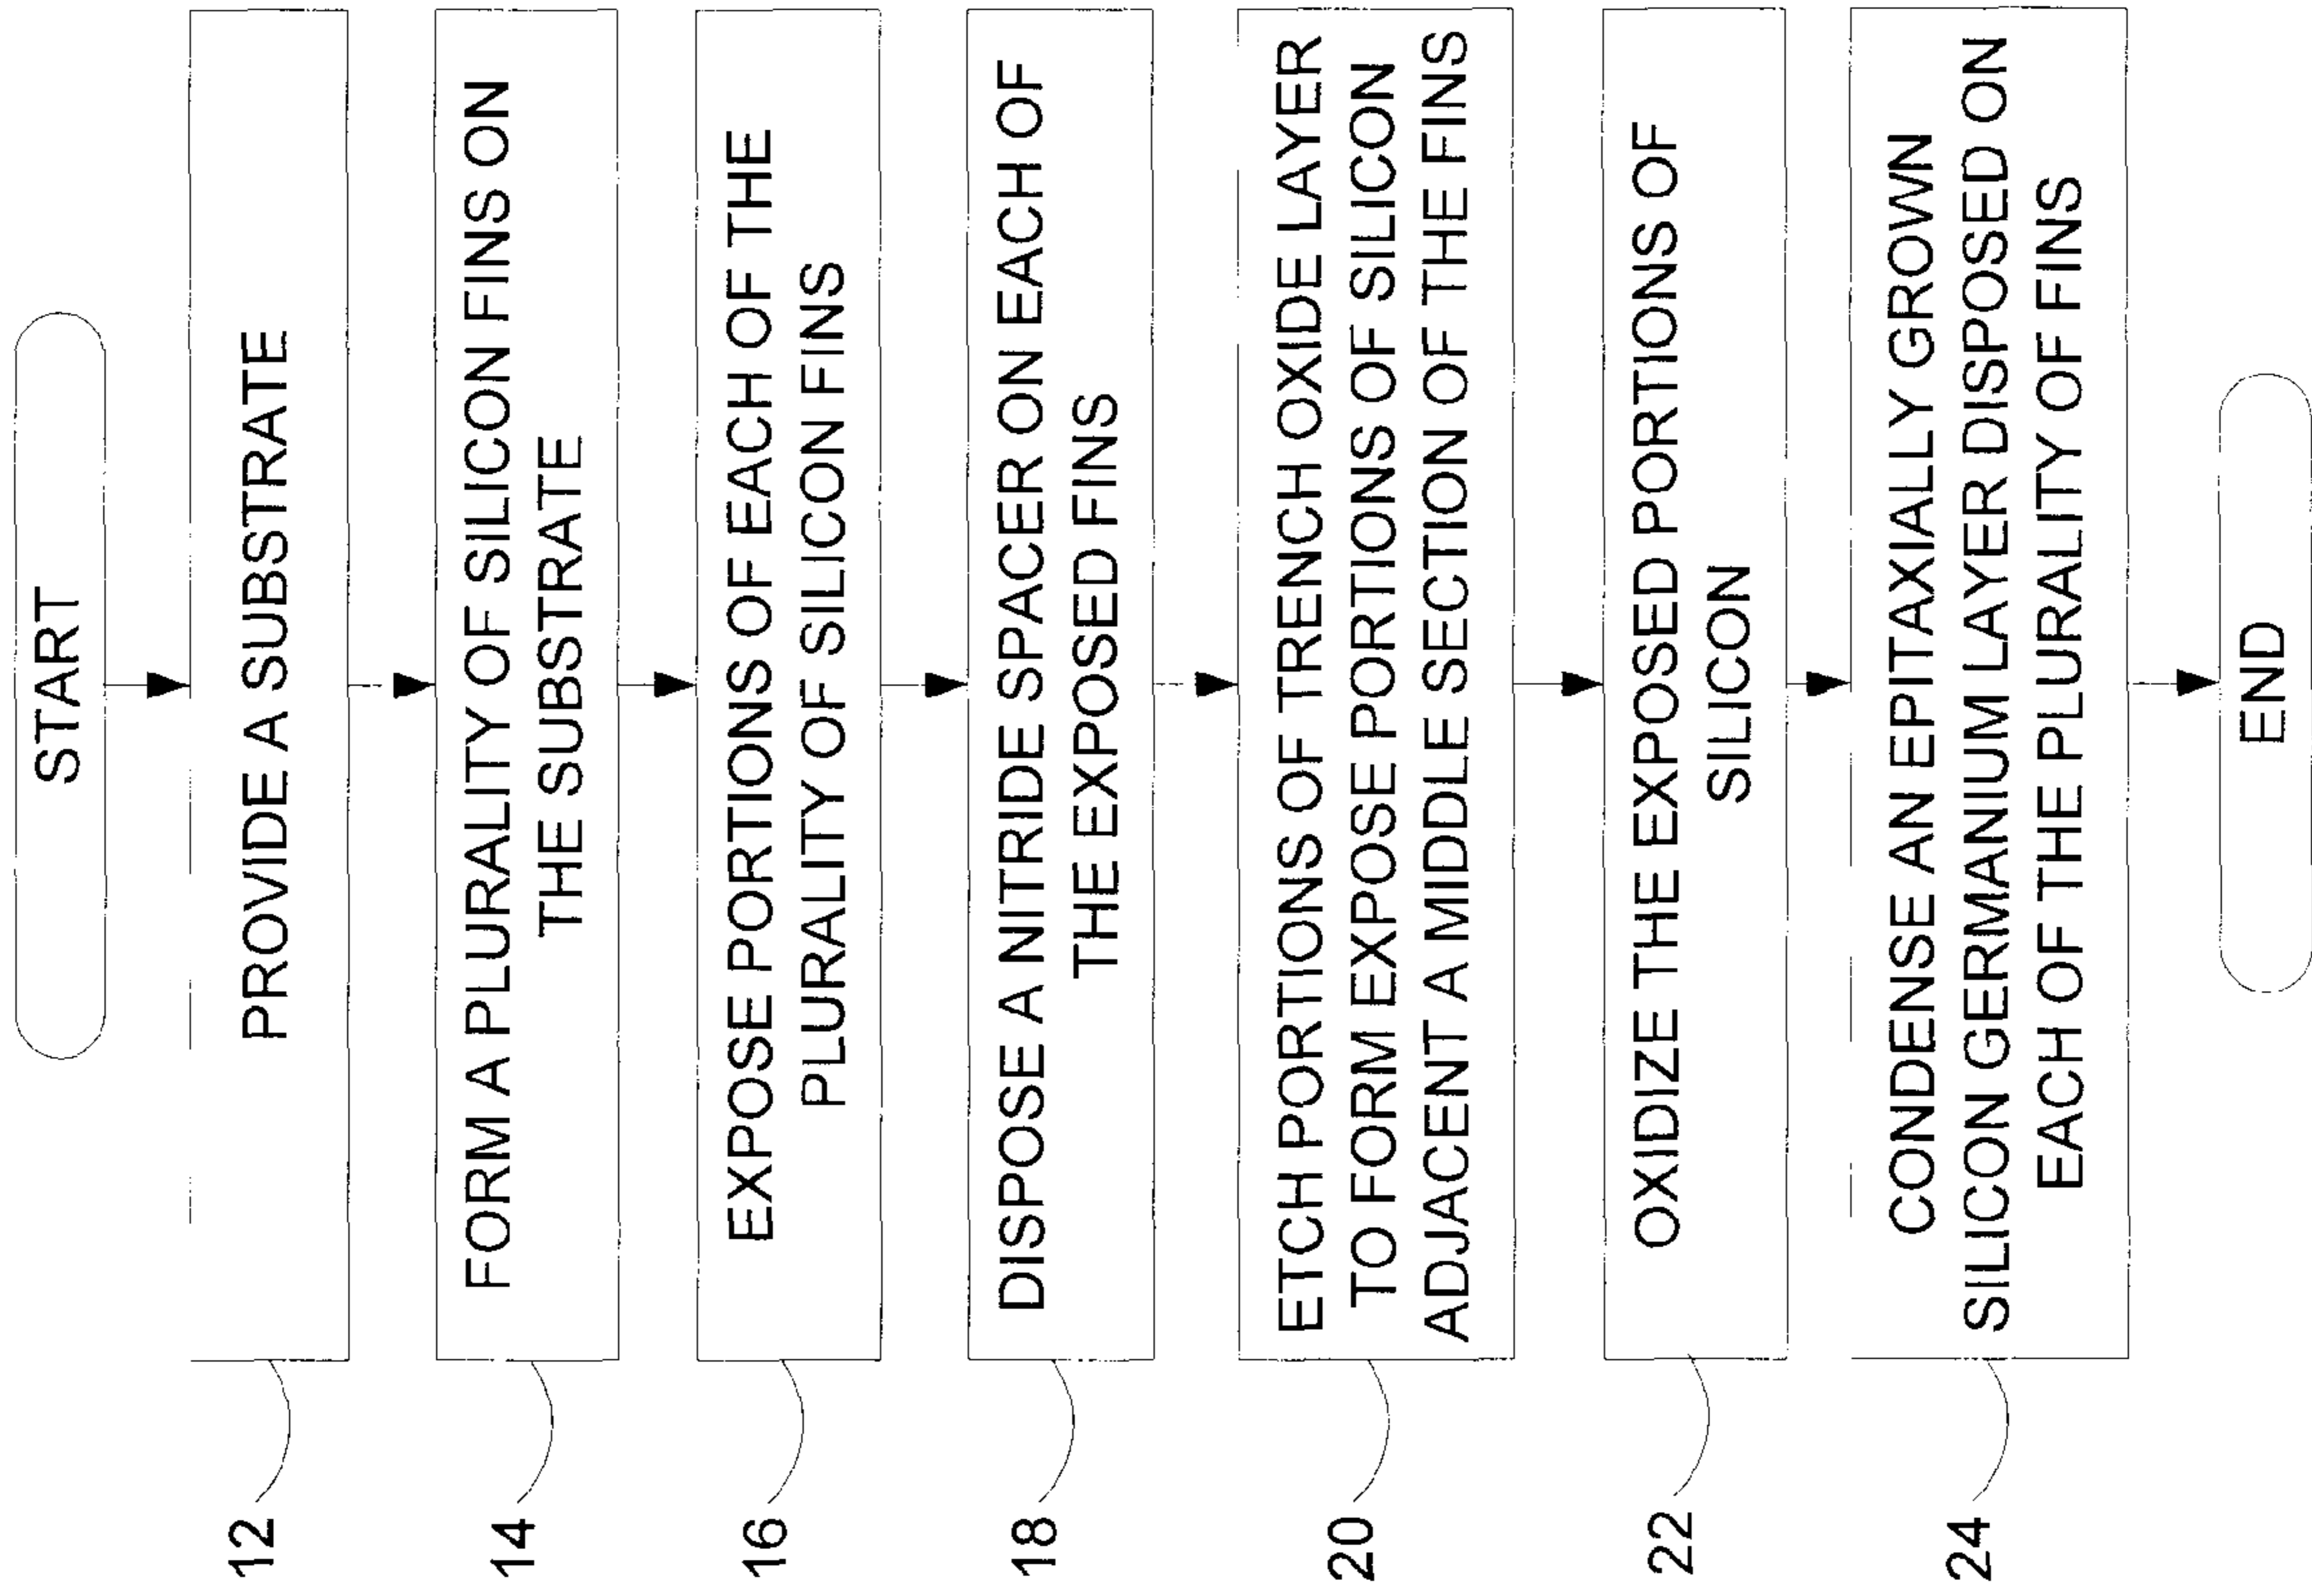 START
12
PROVIDE A SUBSTRATE
14
FORM A PLURALITY OF SILICON FINS ON
THE SUBSTRATE
16
EXPOSE PORTIONS OF EACH OF THE
PLURALITY OF SILICON FINS
18
DISPOSE A NITRIDE SPACER ON EACH OF
THE EXPOSED FINS
20
ETCH PORTIONS OF TRENCH OXIDE LAYER
TO FORM EXPOSE PORTIONS OF SILICON
ADJACENT A MIDDLE SECTION OF THE FINS
22
OXIDIZE THE EXPOSED PORTIONS OF
SILICON
24
CONDENSE AN EPITAXIALLY GROWN
SILICON GERMANIUM LAYER DISPOSED ON
EACH OF THE PLURALITY OF FINS
END